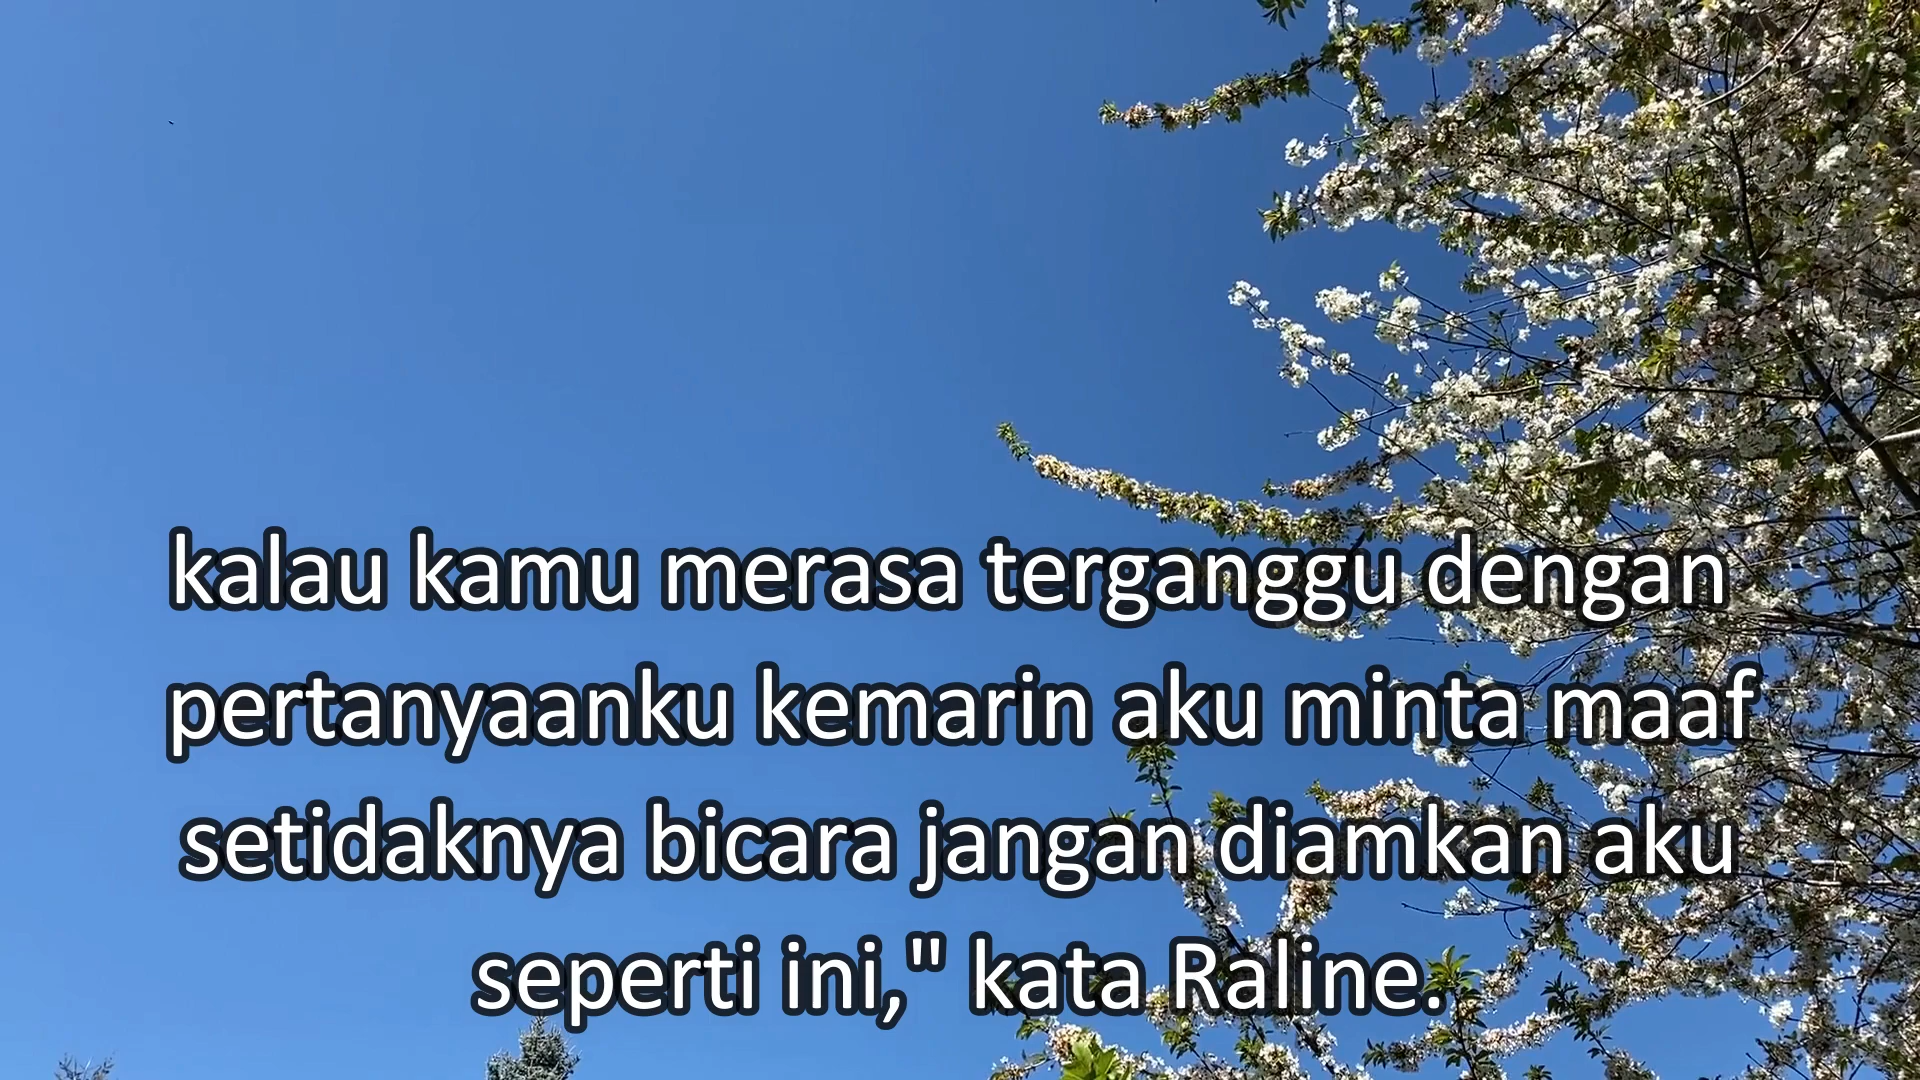 kalau kamu merasa terganggu dengan
pertanyaanku kemarin aku minta maaf
setidaknya bicara jangan diamkan aku
seperti ini," kata Raline.